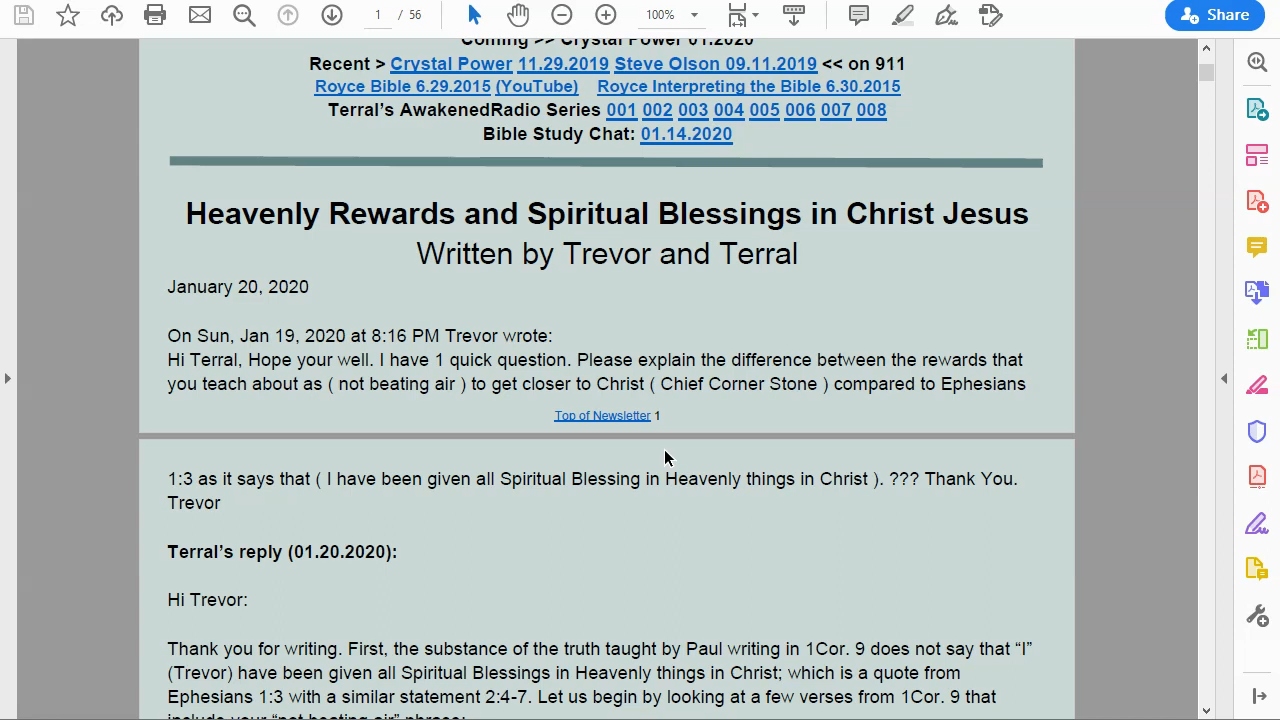 1 / 56
100%
Share
Coming >> Crystal Power 01.2020
Recent > Crystal Power 11.29.2019 Steve Olson 09.11.2019 << on 911
Royce Bible 6.29.2015 (YouTube) Royce Interpreting the Bible 6.30.2015
Terral’s AwakenedRadio Series 001 002 003 004 005 006 007 008
Bible Study Chat: 01.14.2020
Heavenly Rewards and Spiritual Blessings in Christ Jesus
Written by Trevor and Terral
January 20, 2020
On Sun, Jan 19, 2020 at 8:16 PM Trevor wrote:
Hi Terral, Hope your well. I have 1 quick question. Please explain the difference between the rewards that
you teach about as ( not beating air ) to get closer to Christ ( Chief Corner Stone ) compared to Ephesians
Top of Newsletter 1
1:3 as it says that ( I have been given all Spiritual Blessing in Heavenly things in Christ ). ??? Thank You.
Trevor
Terral’s reply (01.20.2020):
Hi Trevor:
Thank you for writing. First, the substance of the truth taught by Paul writing in 1Cor. 9 does not say that “I”
(Trevor) have been given all Spiritual Blessings in Heavenly things in Christ; which is a quote from
Ephesians 1:3 with a similar statement 2:4-7. Let us begin by looking at a few verses from 1Cor. 9 that
include your “not beating air” phrase: